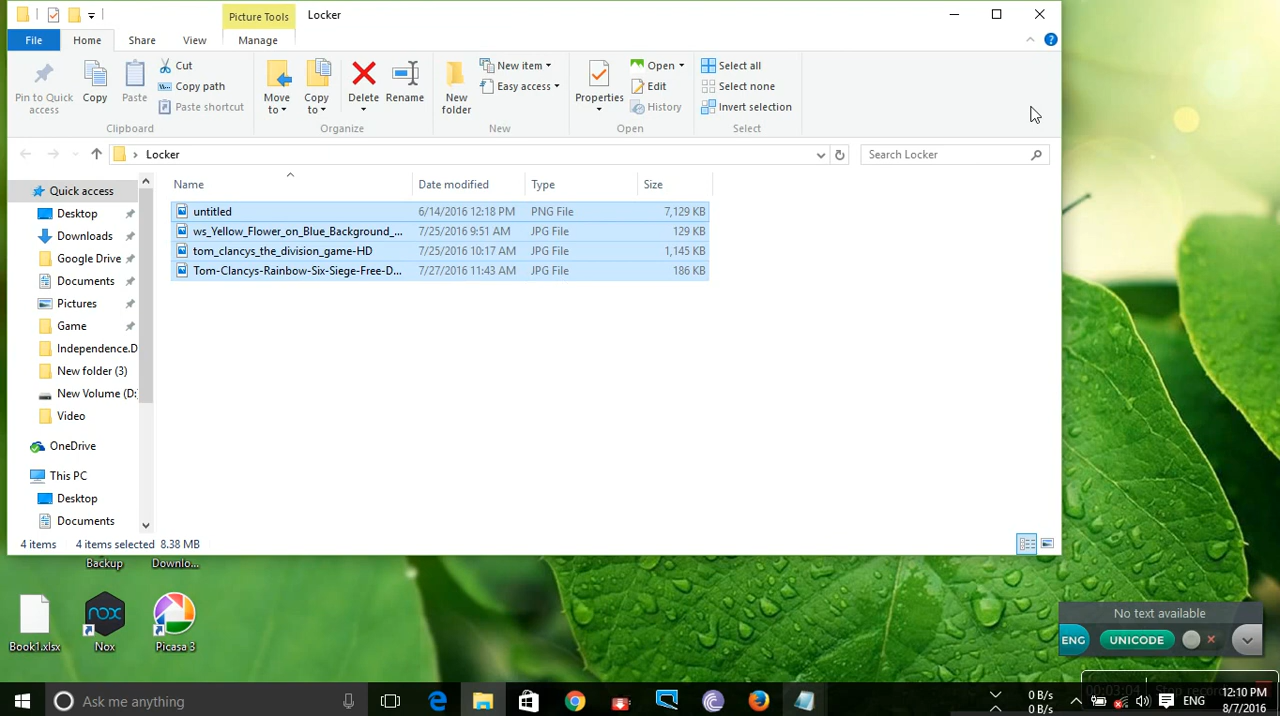 Picture Tools
Locker
File
Home
Share
View
Manage
Pin to Quick access
Copy
Paste
Cut
Copy path
Paste shortcut
Clipboard
Move to
Copy to
Delete
Rename
Organize
New folder
New item
Easy access
New
Properties
Open
Edit
History
Open
Select all
Select none
Invert selection
Select
Locker
Search Locker
Name
Date modified
Type
Size
untitled 6/14/2016 12:18 PM PNG File 7,129 KB
ws_Yellow_Flower_on_Blue_Background_... 7/25/2016 9:51 AM JPG File 129 KB
tom_clancys_the_division_game-HD 7/25/2016 10:17 AM JPG File 1,145 KB
Tom-Clancys-Rainbow-Six-Siege-Free-D... 7/27/2016 11:43 AM JPG File 186 KB
Quick access
Desktop
Downloads
Google Drive
Documents
Pictures
Game
Independence.D
New folder (3)
New Volume (D:)
Video
OneDrive
This PC
Desktop
Documents
4 items 4 items selected 8.38 MB
Backup
Downlo...
Book1.xlsx
nox
Nox
Picasa 3
No text available
ENG
UNICODE
Ask me anything
0 B/s
0 B/s
00:03:04
Stop rec
ENG
12:10 PM
8/7/2016